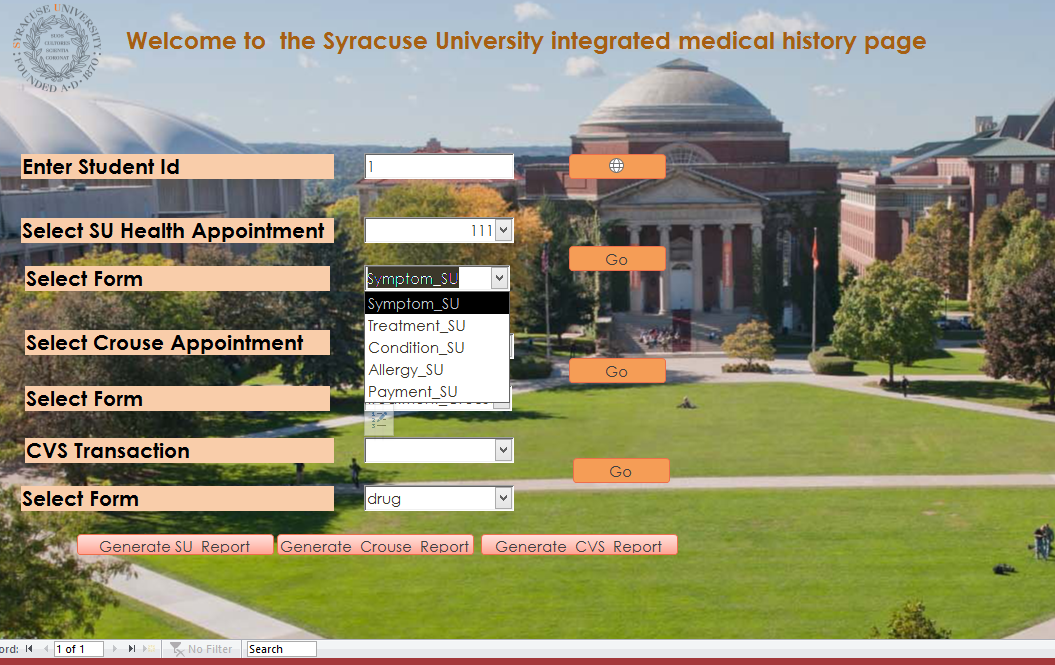 SYRACUSE UNIVERSITY
FOUNDED A·D·1870
SUOS
CULTORES
SCIENTIA
CORONAT
Welcome to the Syracuse University integrated medical history page
Enter Student Id 1
Select SU Health Appointment 111
Go
Select Form Symptom_SU
Symptom_SU
Treatment_SU
Select Crouse Appointment
Condition_SU
Allergy_SU
Go
Payment_SU
Select Form
CVS Transaction
Go
Select Form drug
Generate SU Report Generate Crouse Report Generate CVS Report
ord: 1 of 1 No Filter Search